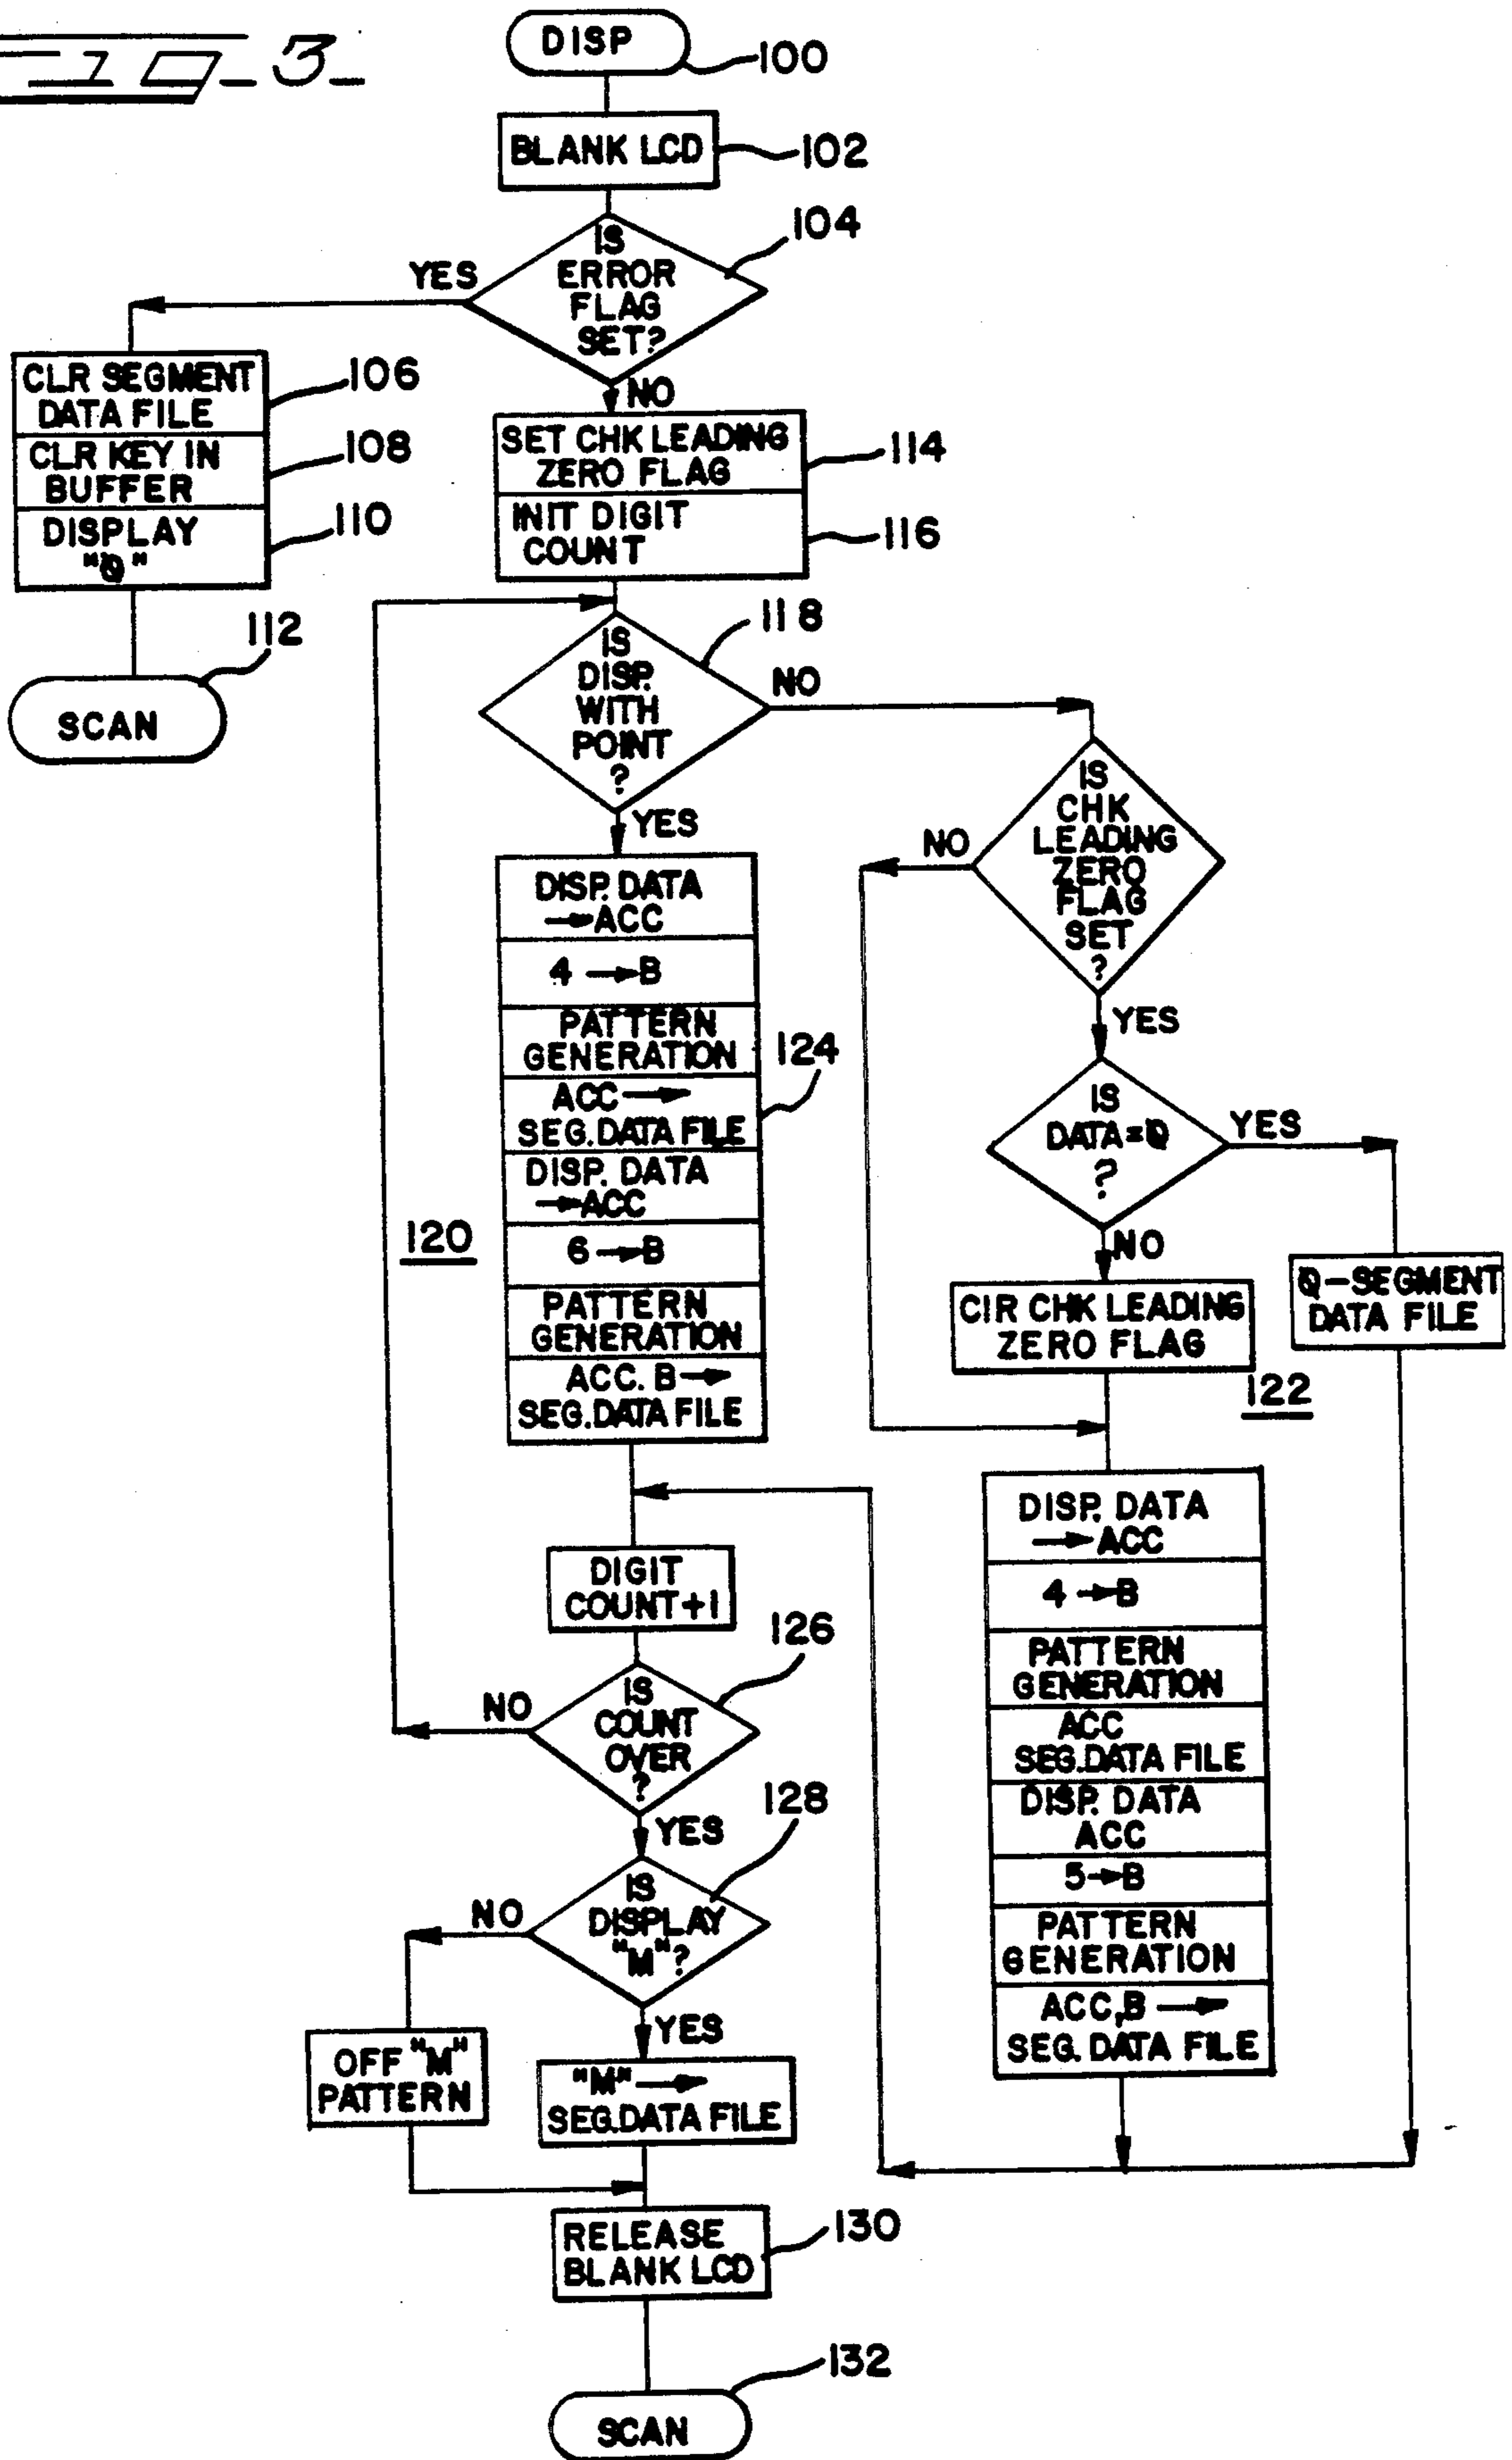 FIG_3_
DISP
100
BLANK LCD
102
IS
ERROR
FLAG
SET?
104
YES
NO
CLR SEGMENT
DATA FILE
106
CLR KEY IN
BUFFER
108
DISPLAY
"0"
110
112
SCAN
SET CHK LEADING
ZERO FLAG
114
INIT DIGIT
COUNT
116
IS
DISP.
WITH
POINT
?
118
NO
YES
IS
CHK
LEADING
ZERO
FLAG
SET
?
NO
YES
IS
DATA=0
?
YES
NO
0-SEGMENT
DATA FILE
CIR CHK LEADING
ZERO FLAG
122
DISP. DATA
→ACC
4→B
PATTERN
GENERATION
ACC→
SEG.DATA FILE
124
DISP. DATA
→ACC
6→B
PATTERN
GENERATION
ACC. B→
SEG.DATA FILE
120
DISP. DATA
→ACC
4→B
PATTERN
GENERATION
ACC
SEG.DATA FILE
DISP. DATA
ACC
5→B
PATTERN
GENERATION
ACC,B→
SEG. DATA FILE
DIGIT
COUNT+1
IS
COUNT
OVER
?
126
NO
YES
IS
DISPLAY
"M"?
128
NO
YES
OFF "M"
PATTERN
"M"→
SEG.DATA FILE
RELEASE
BLANK LCD
130
132
SCAN